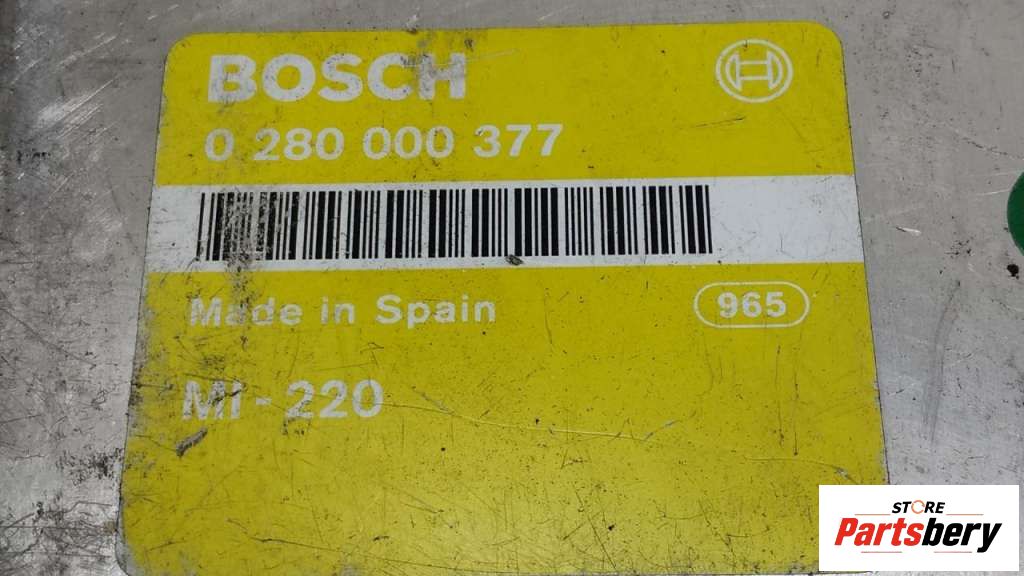 BOSCH
0 280 000 377
Made in Spain
965
MI - 220
STORE
Partsbery